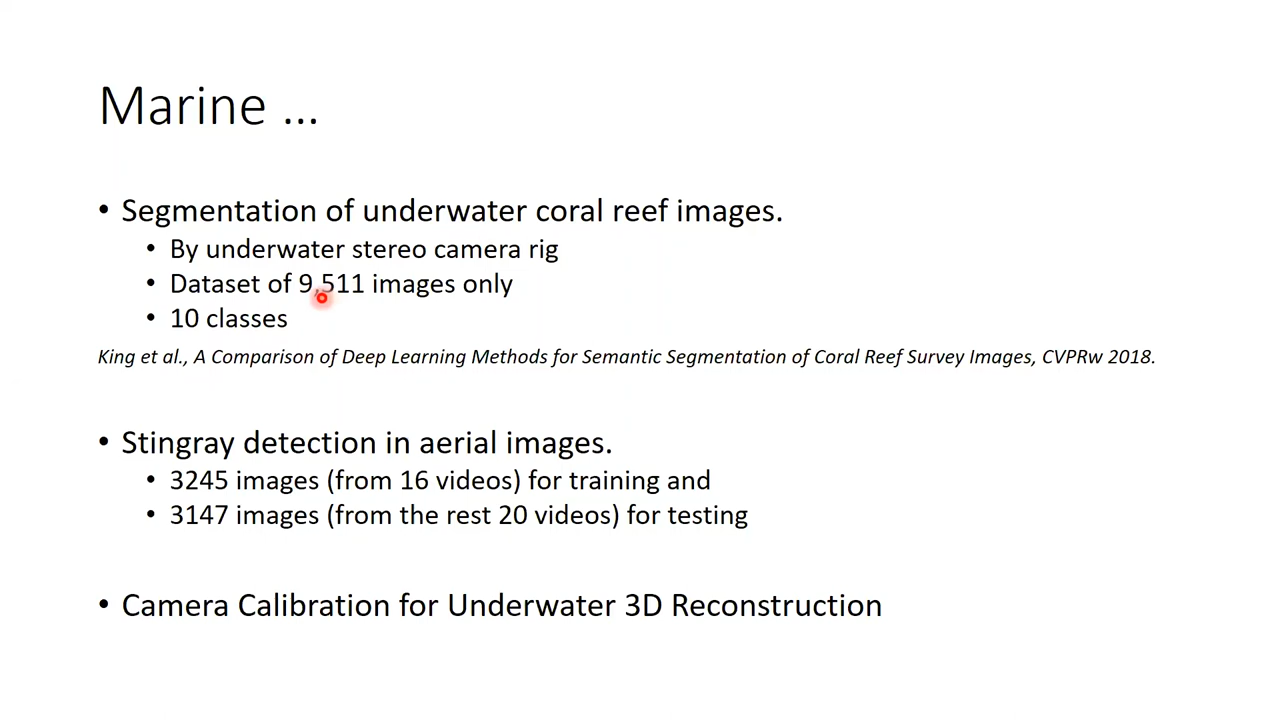 Marine ...
• Segmentation of underwater coral reef images.
• By underwater stereo camera rig
• Dataset of 9,511 images only
• 10 classes
King et al., A Comparison of Deep Learning Methods for Semantic Segmentation of Coral Reef Survey Images, CVPRw 2018.
• Stingray detection in aerial images.
• 3245 images (from 16 videos) for training and
• 3147 images (from the rest 20 videos) for testing
• Camera Calibration for Underwater 3D Reconstruction